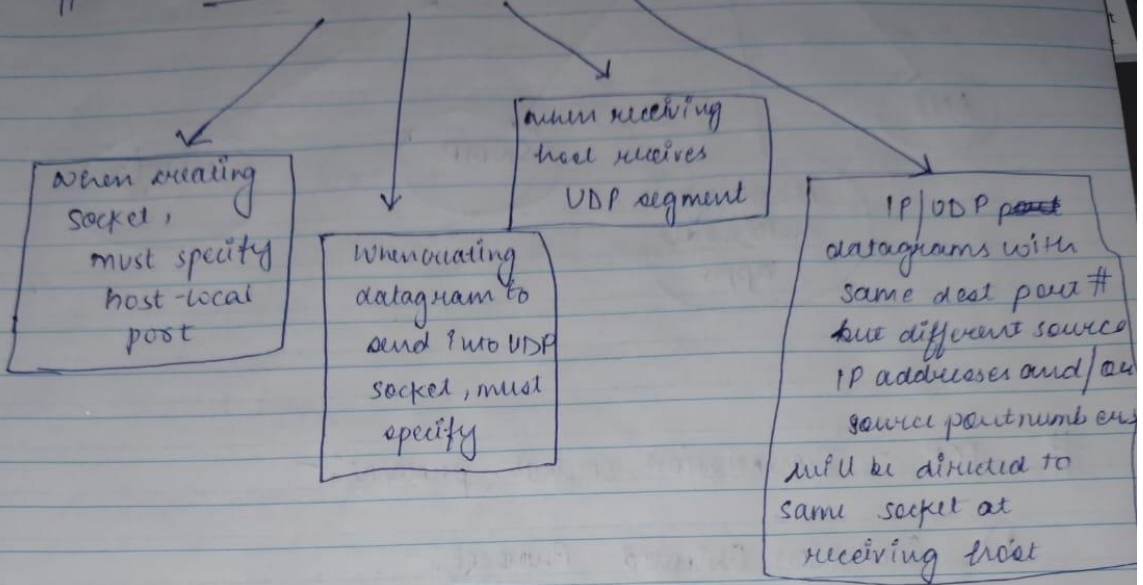 when creating
socket,
must specify
host-local
port
When creating
datagram to
send into UDP
socket, must
specify
when receiving
host receives
UDP segment
IP/UDP
datagrams with
same dest port #
but different source
IP addresses and/or
source port numbers
will be directed to
same socket at
receiving host